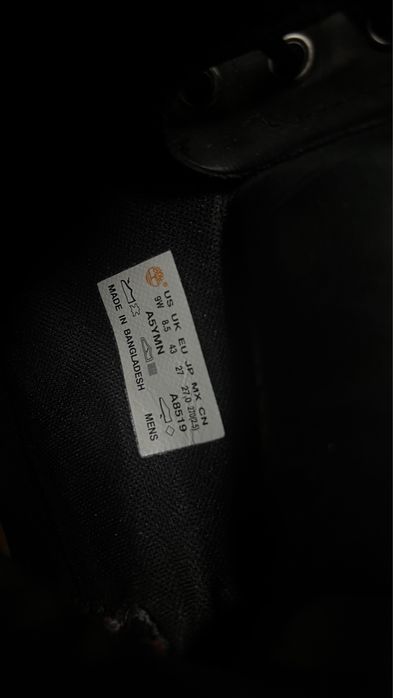 US UK EU JP MX CN
9W 8.5 43 27 27,0 270(2.5)
A5YMN A8519
MADE IN BANGLADESH MENS